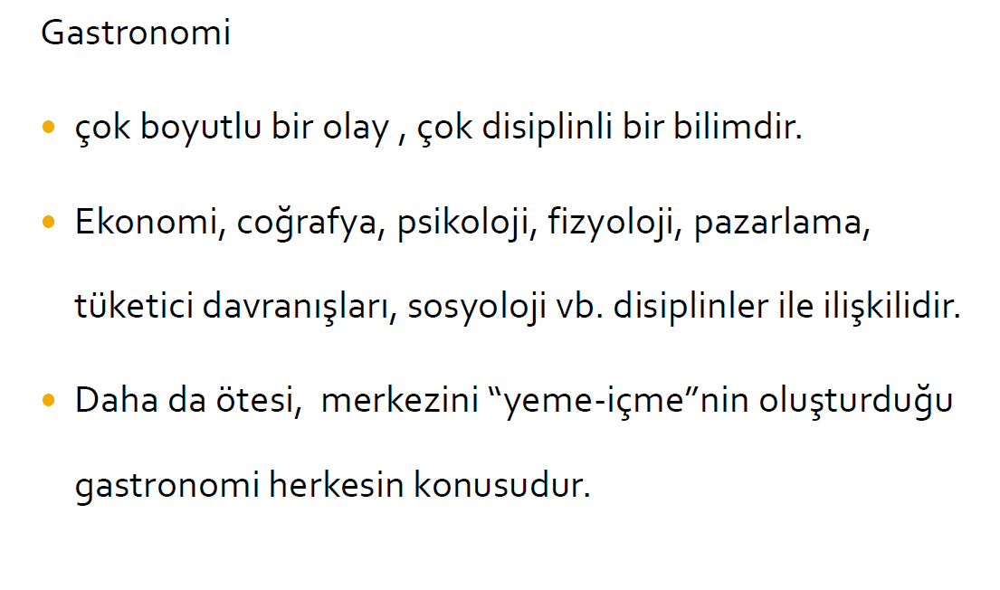 Gastronomi
• çok boyutlu bir olay , çok disiplinli bir bilimdir.
• Ekonomi, coğrafya, psikoloji, fizyoloji, pazarlama,
tüketici davranışları, sosyoloji vb. disiplinler ile ilişkilidir.
• Daha da ötesi,  merkezini “yeme-içme”nin oluşturduğu
gastronomi herkesin konusudur.